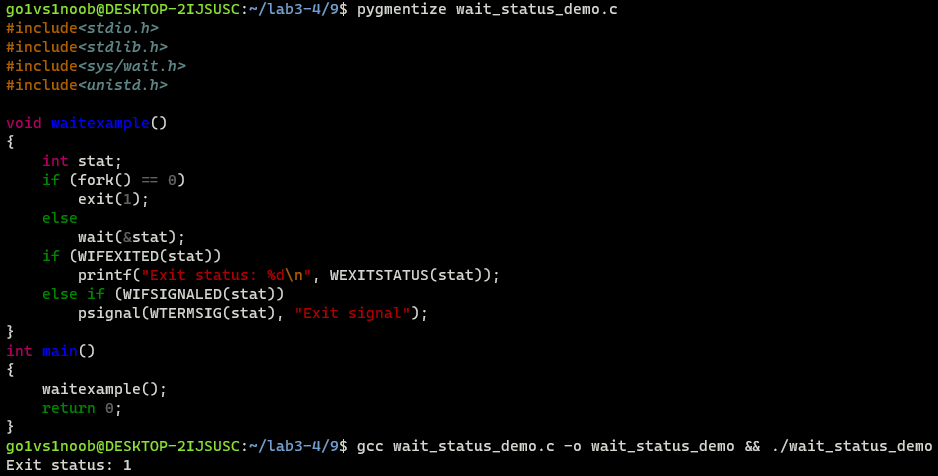 go1vs1noob@DESKTOP-2IJSUSC:~/lab3-4/9$ pygmentize wait_status_demo.c
#include<stdio.h>
#include<stdlib.h>
#include<sys/wait.h>
#include<unistd.h>

void waitexample()
{
    int stat;
    if (fork() == 0)
        exit(1);
    else
        wait(&stat);
    if (WIFEXITED(stat))
        printf("Exit status: %d\n", WEXITSTATUS(stat));
    else if (WIFSIGNALED(stat))
        psignal(WTERMSIG(stat), "Exit signal");
}
int main()
{
    waitexample();
    return 0;
}
go1vs1noob@DESKTOP-2IJSUSC:~/lab3-4/9$ gcc wait_status_demo.c -o wait_status_demo && ./wait_status_demo
Exit status: 1